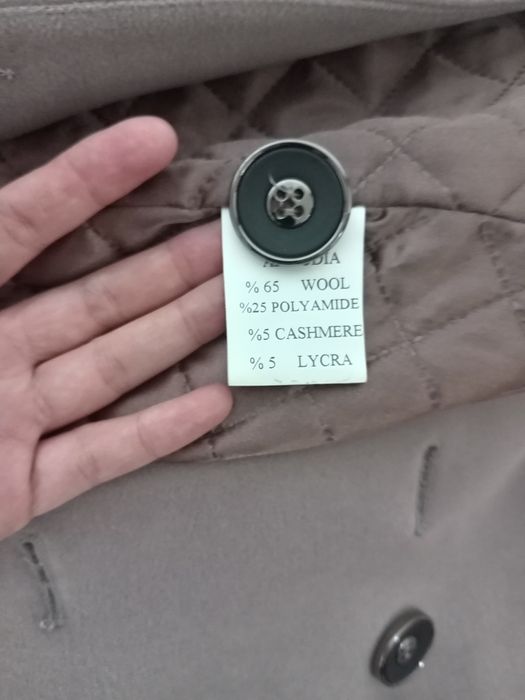 % 65 WOOL
%25 POLYAMIDE
%5 CASHMERE
% 5 LYCRA